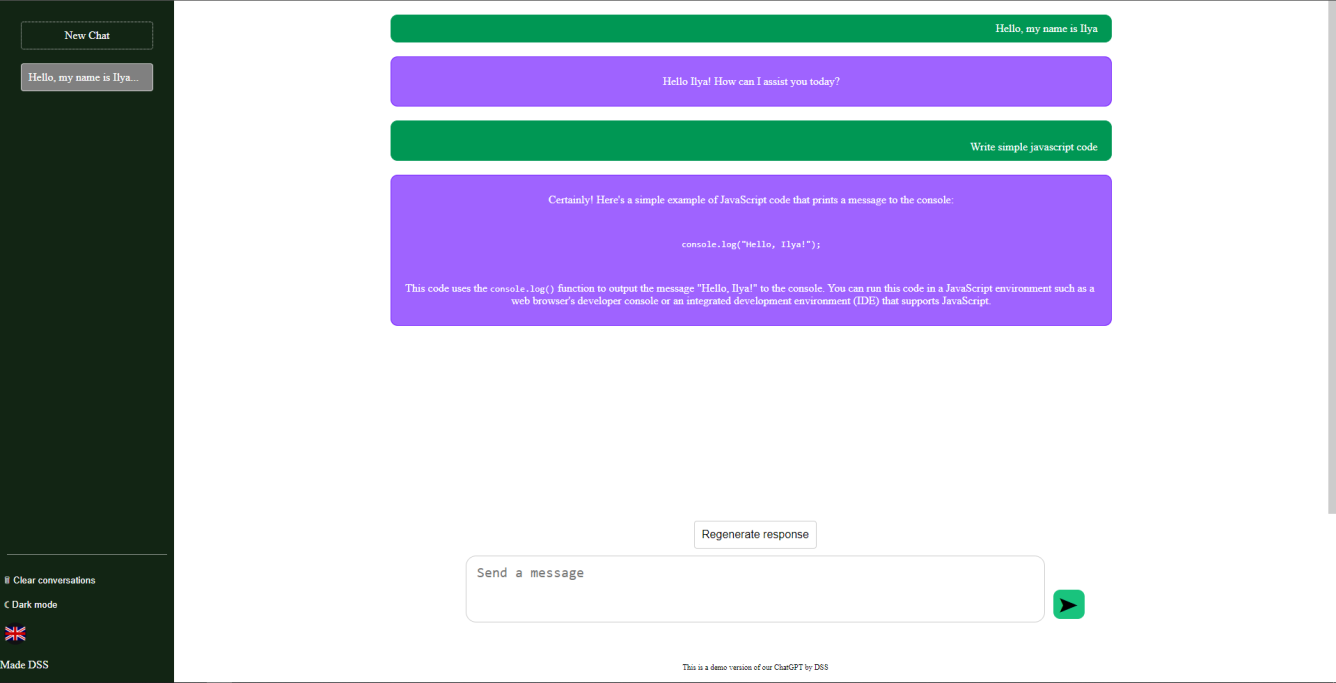 New Chat
Hello, my name is Ilya...
Clear conversations
Dark mode
Made DSS
Hello, my name is Ilya
Hello Ilya! How can I assist you today?
Write simple javascript code
Certainly! Here's a simple example of JavaScript code that prints a message to the console:
console.log("Hello, Ilya!");
This code uses the console.log() function to output the message "Hello, Ilya!" to the console. You can run this code in a JavaScript environment such as a
web browser's developer console or an integrated development environment (IDE) that supports JavaScript.
Regenerate response
Send a message
This is a demo version of our ChatGPT by DSS